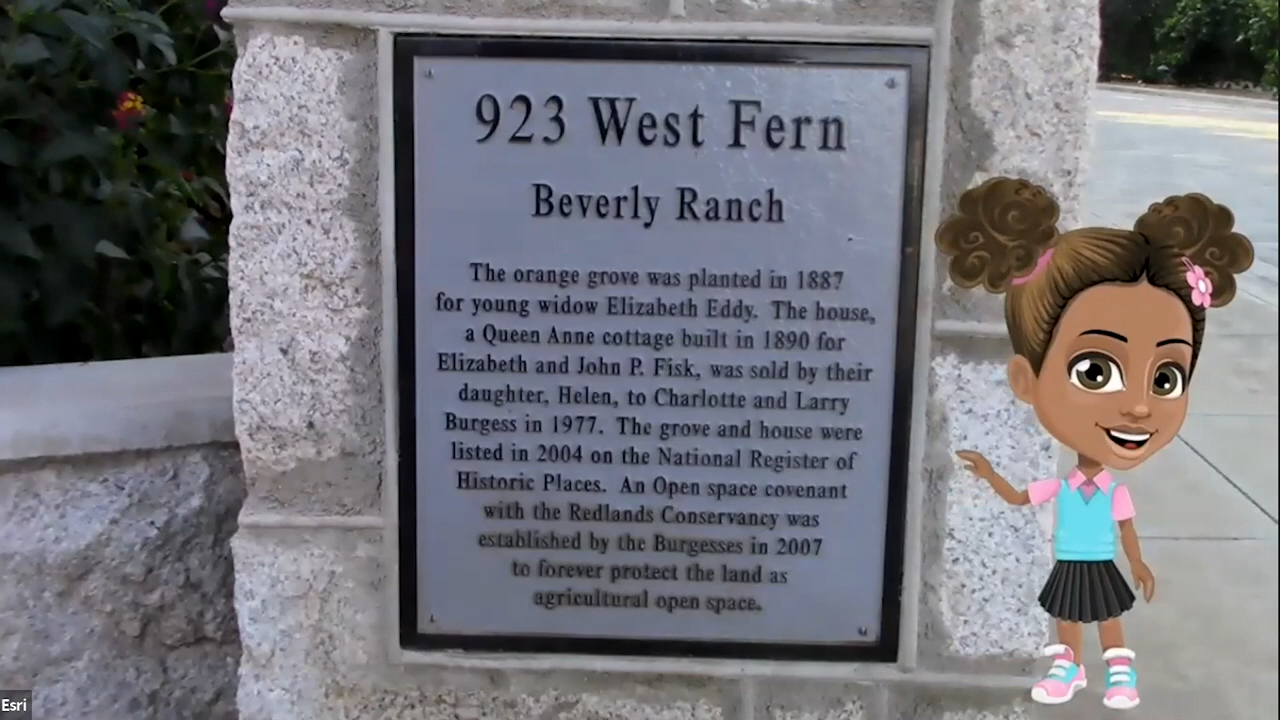 923 West Fern
Beverly Ranch
The orange grove was planted in 1887
for young widow Elizabeth Eddy. The house,
a Queen Anne cottage built in 1890 for
Elizabeth and John P. Fisk, was sold by their
daughter, Helen, to Charlotte and Larry
Burgess in 1977. The grove and house were
listed in 2004 on the National Register of
Historic Places. An Open space covenant
with the Redlands Conservancy was
established by the Burgesses in 2007
to forever protect the land as
agricultural open space.
Esri